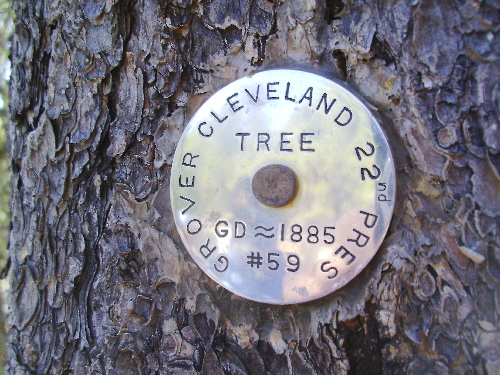 GROVER CLEVELAND 22nd PRES
TREE
GD≈1885
#59